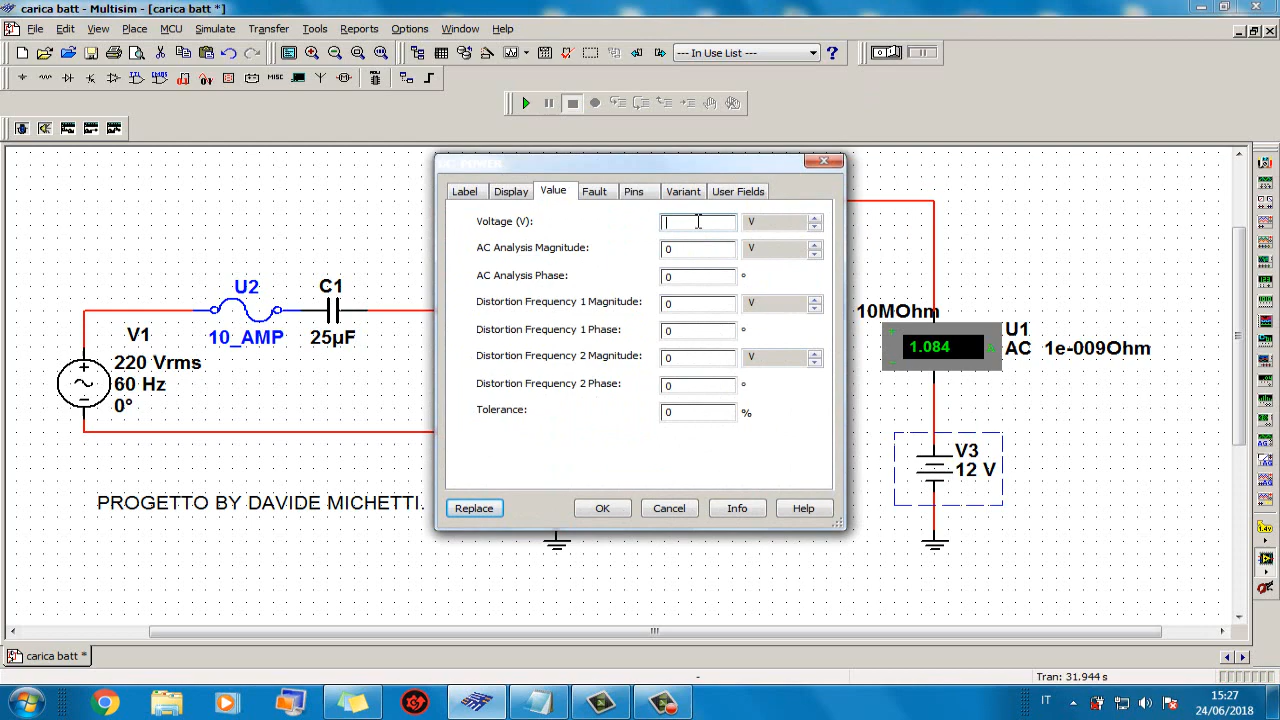 carica batt - Multisim - [carica batt *]
File Edit View Place MCU Simulate Transfer Tools Reports Options Window Help
--- In Use List ---
?
Label Display Value Fault Pins Variant User Fields
Voltage (V): V
AC Analysis Magnitude: 0 V
AC Analysis Phase: 0 °
Distortion Frequency 1 Magnitude: 0 V
Distortion Frequency 1 Phase: 0 °
Distortion Frequency 2 Magnitude: 0 V
Distortion Frequency 2 Phase: 0 °
Tolerance: 0 %
Replace OK Cancel Info Help
U2
10_AMP
C1
25µF
V1
220 Vrms
60 Hz
0°
10MOhm
U1
1.084
AC 1e-009Ohm
V3
12 V
PROGETTO BY DAVIDE MICHETTI.
carica batt *
-
Tran: 31.944 s
IT
15:27
24/06/2018